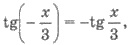 tg(−x/3) = −tg x/3,